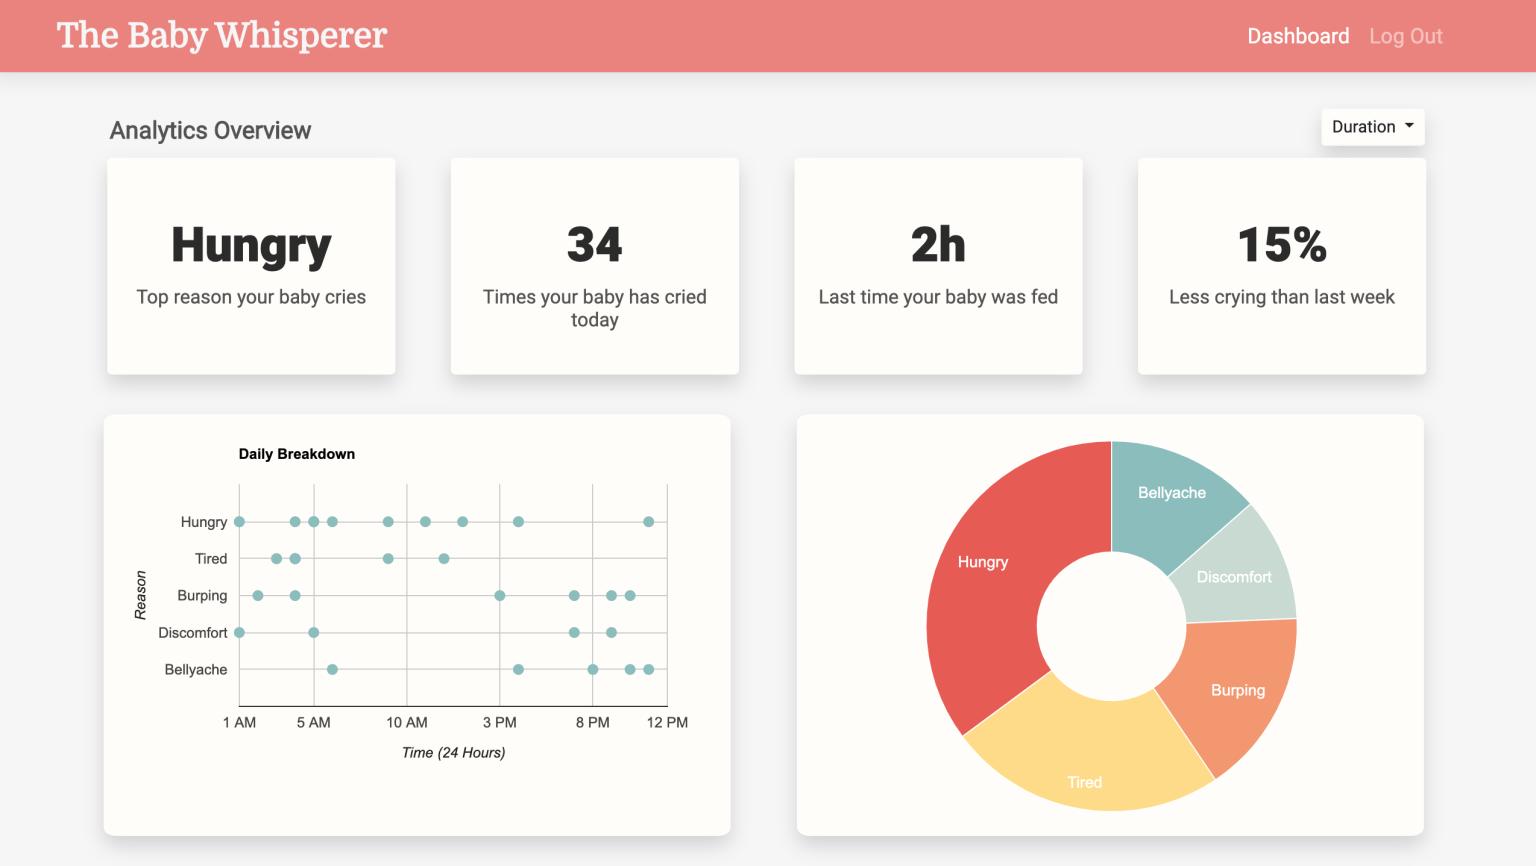 The Baby Whisperer
Dashboard Log Out
Analytics Overview
Duration
Hungry
Top reason your baby cries
34
Times your baby has cried
today
2h
Last time your baby was fed
15%
Less crying than last week
Daily Breakdown
Reason
Hungry
Tired
Burping
Discomfort
Bellyache
1 AM 5 AM 10 AM 3 PM 8 PM 12 PM
Time (24 Hours)
Bellyache
Hungry
Discomfort
Burping
Tired